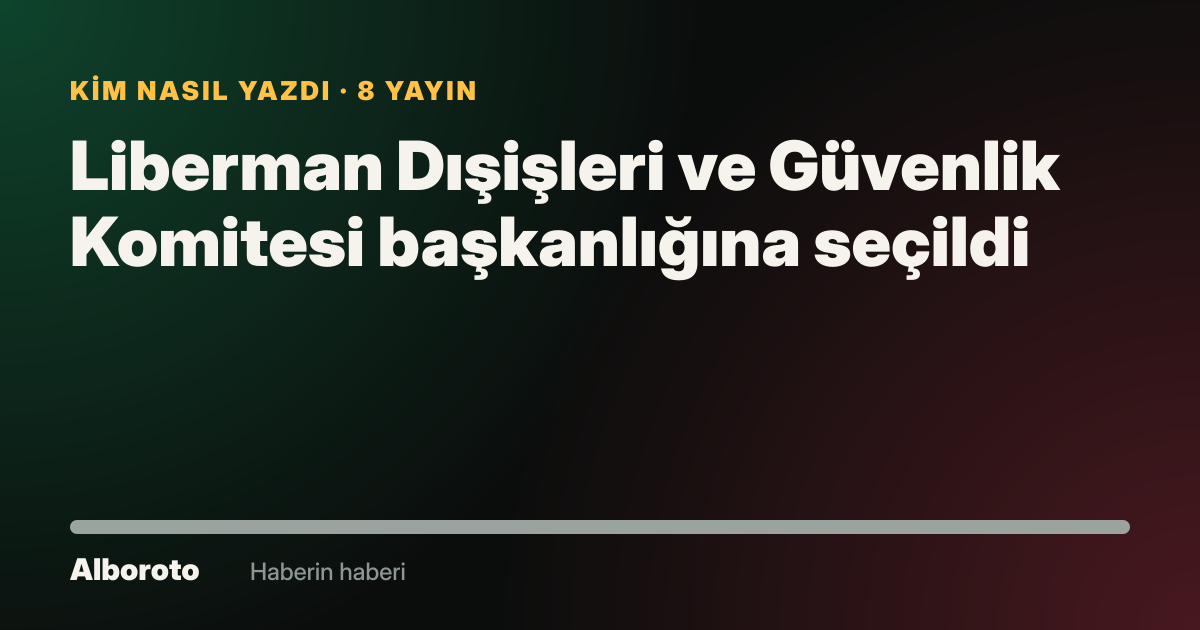 KİM NASIL YAZDI · 8 YAYIN
Liberman Dışişleri ve Güvenlik
Komitesi başkanlığına seçildi
Alboroto
Haberin haberi